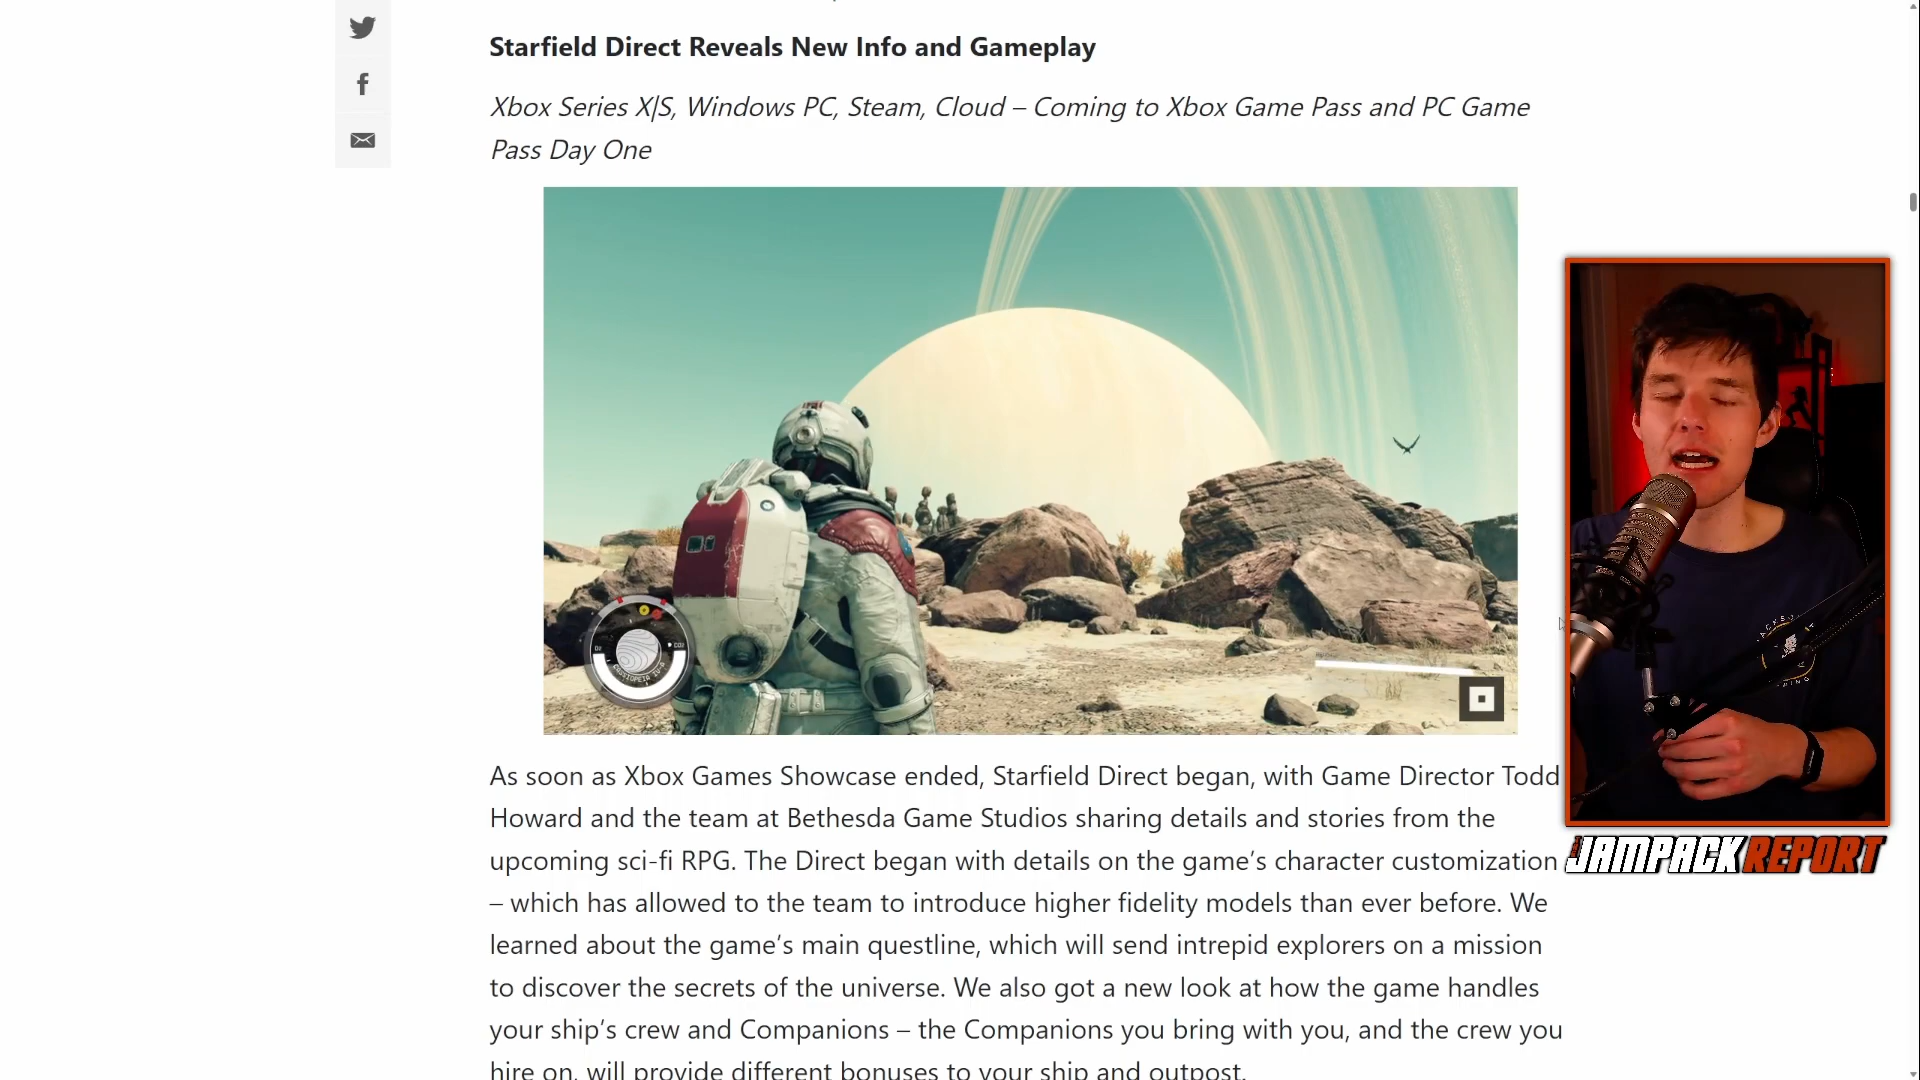 Starfield Direct Reveals New Info and Gameplay
Xbox Series X|S, Windows PC, Steam, Cloud – Coming to Xbox Game Pass and PC Game
Pass Day One
O2
CO2
As soon as Xbox Games Showcase ended, Starfield Direct began, with Game Director Todd
Howard and the team at Bethesda Game Studios sharing details and stories from the
upcoming sci-fi RPG. The Direct began with details on the game’s character customization
– which has allowed to the team to introduce higher fidelity models than ever before. We
learned about the game’s main questline, which will send intrepid explorers on a mission
to discover the secrets of the universe. We also got a new look at how the game handles
your ship’s crew and Companions – the Companions you bring with you, and the crew you
hire on, will provide different bonuses to your ship and outpost.
JAMPACK REPORT